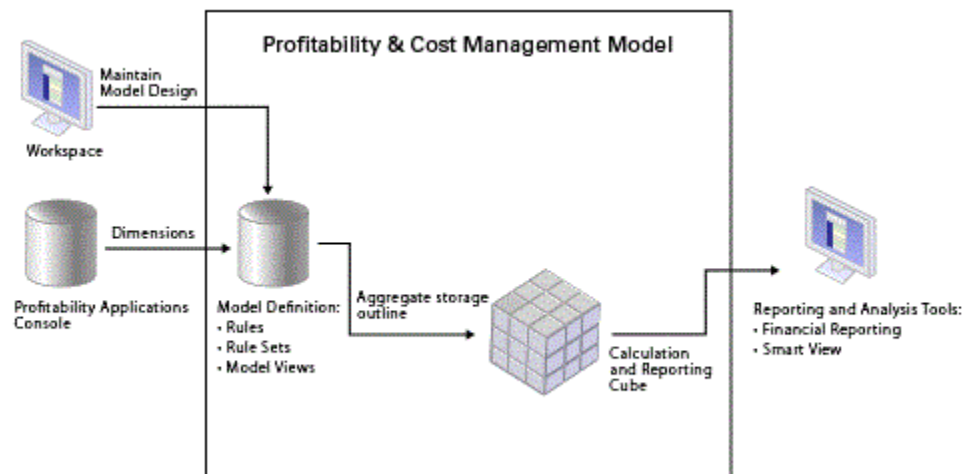 Profitability & Cost Management Model
Maintain
Model Design
Workspace
Dimensions
Profitability Applications
Console
Model Definition:
• Rules
• Rule Sets
• Model Views
Aggregate storage
outline
Calculation
and Reporting
Cube
Reporting and Analysis Tools:
• Financial Reporting
• Smart View